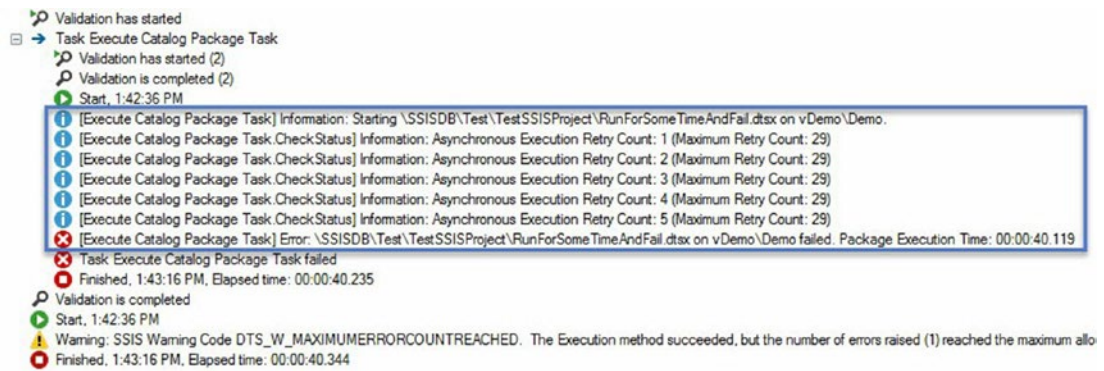 Validation has started
Task Execute Catalog Package Task
Validation has started (2)
Validation is completed (2)
Start, 1:42:36 PM
[Execute Catalog Package Task] Information: Starting \SSISDB\Test\TestSSISProject\RunForSomeTimeAndFail.dtsx on vDemo\Demo.
[Execute Catalog Package Task.CheckStatus] Information: Asynchronous Execution Retry Count: 1 (Maximum Retry Count: 29)
[Execute Catalog Package Task.CheckStatus] Information: Asynchronous Execution Retry Count: 2 (Maximum Retry Count: 29)
[Execute Catalog Package Task.CheckStatus] Information: Asynchronous Execution Retry Count: 3 (Maximum Retry Count: 29)
[Execute Catalog Package Task.CheckStatus] Information: Asynchronous Execution Retry Count: 4 (Maximum Retry Count: 29)
[Execute Catalog Package Task.CheckStatus] Information: Asynchronous Execution Retry Count: 5 (Maximum Retry Count: 29)
[Execute Catalog Package Task] Error: \SSISDB\Test\TestSSISProject\RunForSomeTimeAndFail.dtsx on vDemo\Demo failed. Package Execution Time: 00:00:40.119
Task Execute Catalog Package Task failed
Finished, 1:43:16 PM, Elapsed time: 00:00:40.235
Validation is completed
Start, 1:42:36 PM
Warning: SSIS Warning Code DTS_W_MAXIMUMERRORCOUNTREACHED. The Execution method succeeded, but the number of errors raised (1) reached the maximum allo
Finished, 1:43:16 PM, Elapsed time: 00:00:40.344